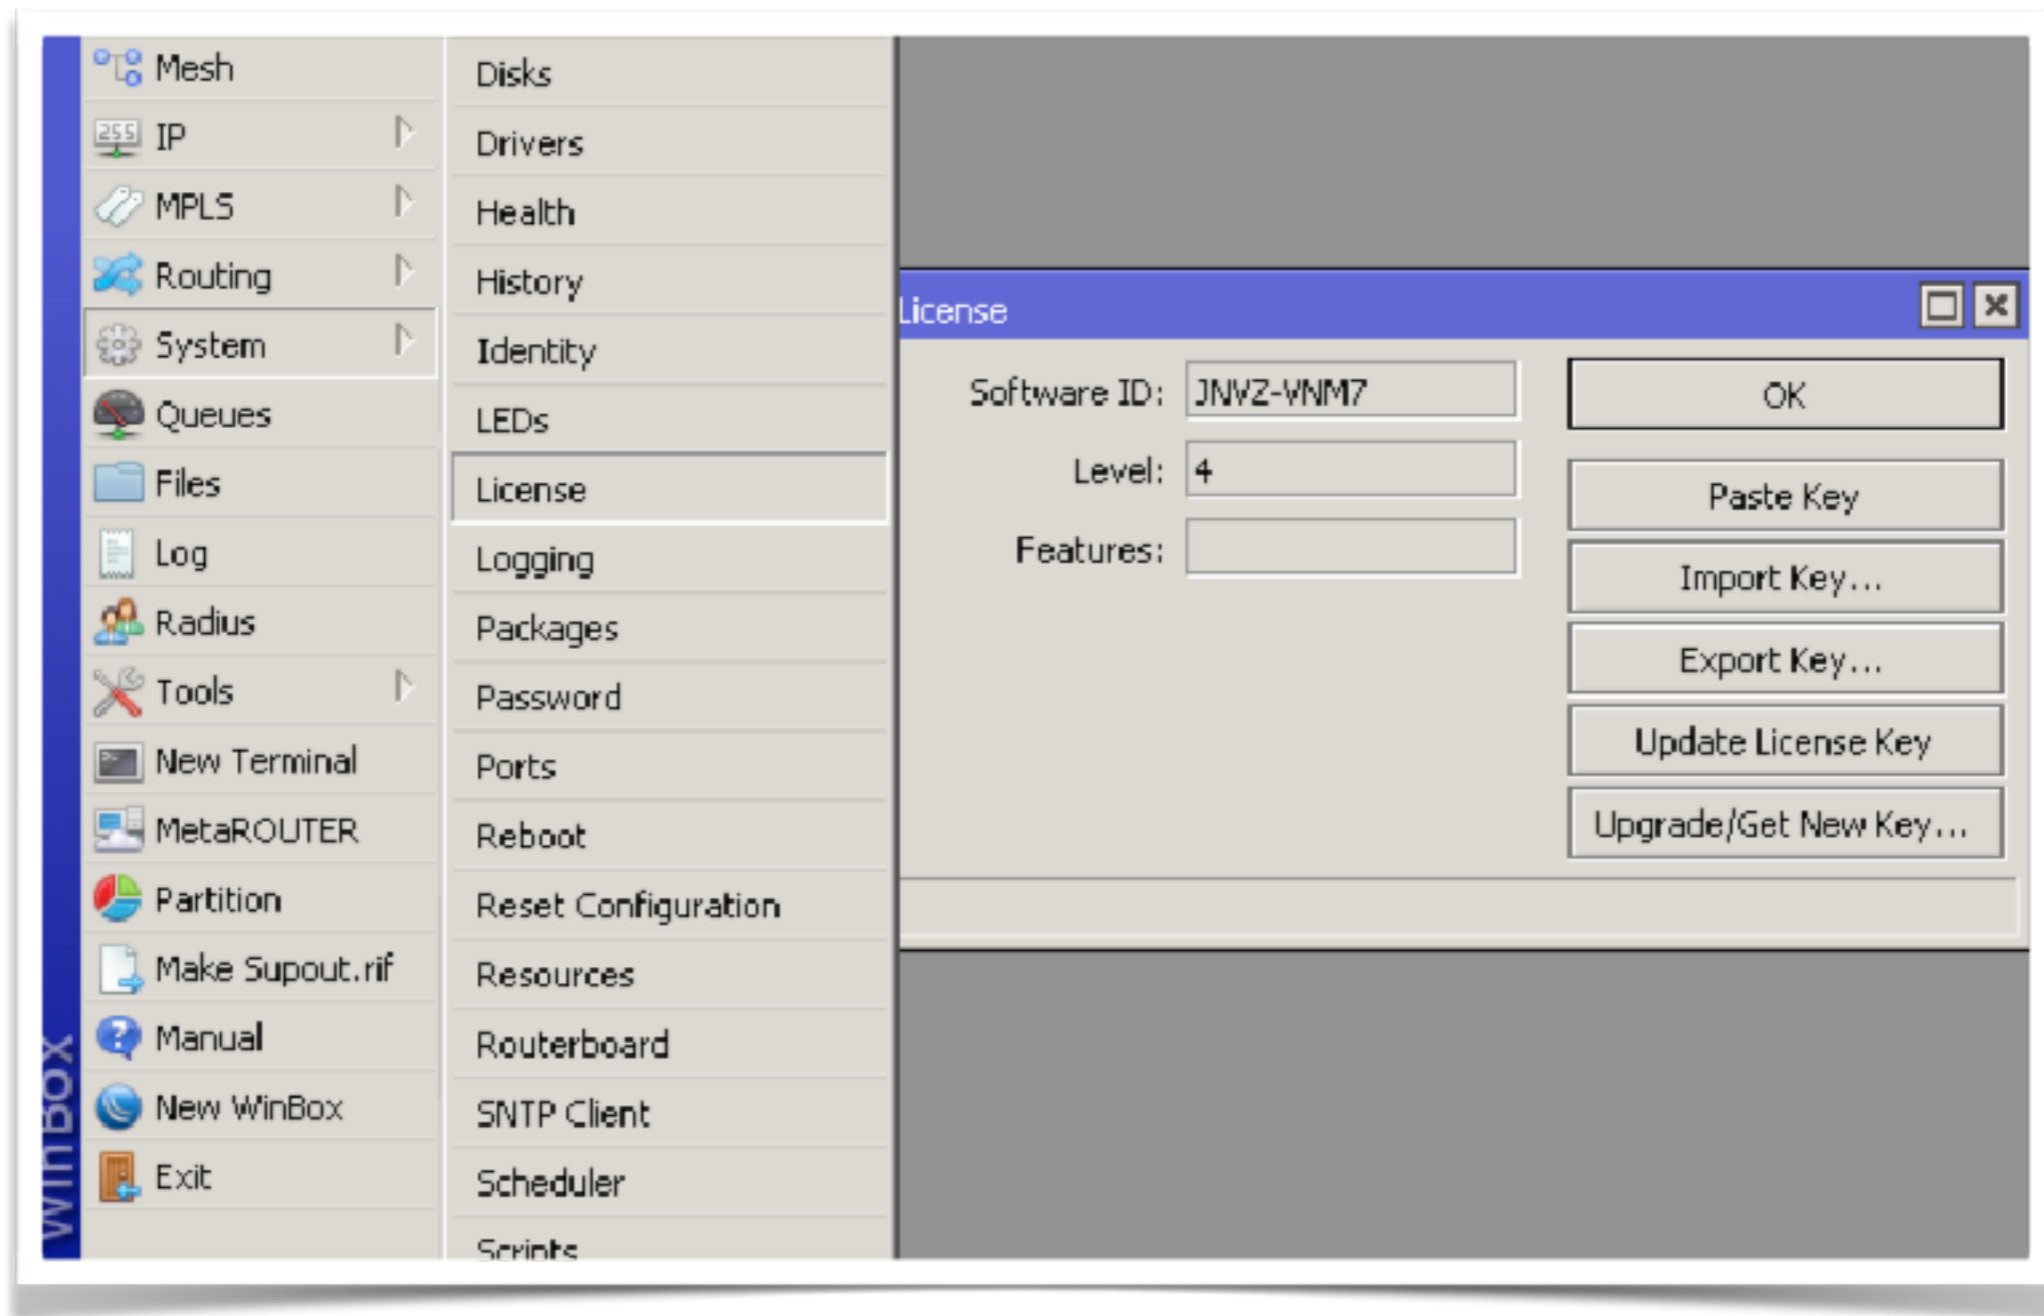 Mesh
IP
MPLS
Routing
System
Queues
Files
Log
Radius
Tools
New Terminal
MetaROUTER
Partition
Make Supout.rif
Manual
New WinBox
Exit
WinBox
Disks
Drivers
Health
History
Identity
LEDs
License
Logging
Packages
Password
Ports
Reboot
Reset Configuration
Resources
Routerboard
SNTP Client
Scheduler
Scripts
License
Software ID: JNVZ-VNM7
Level: 4
Features:
OK
Paste Key
Import Key...
Export Key...
Update License Key
Upgrade/Get New Key...
255